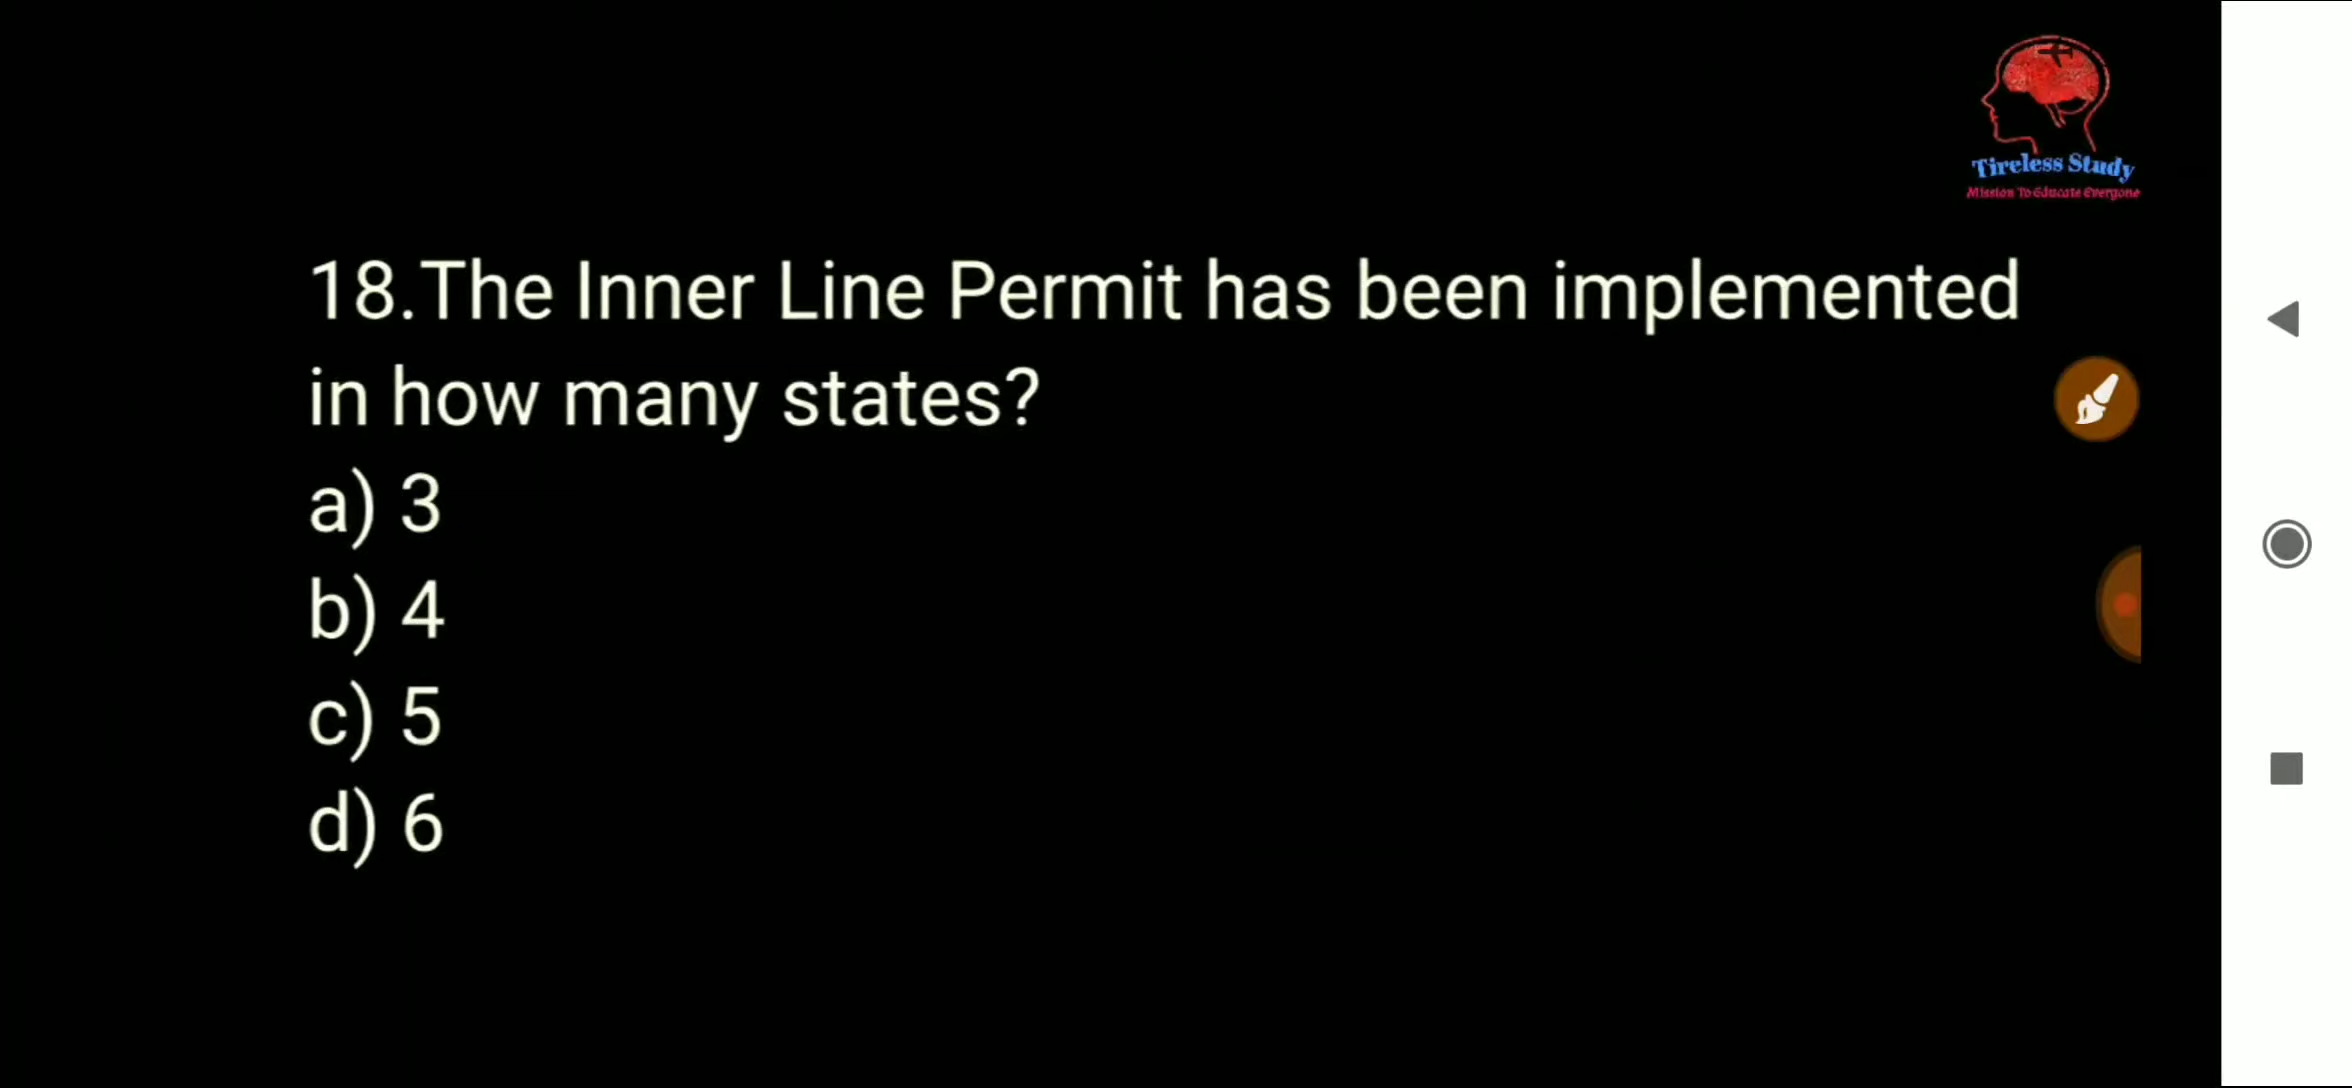 Tireless Study
Mission To Educate Everyone
18.The Inner Line Permit has been implemented
in how many states?
a) 3
b) 4
c) 5
d) 6